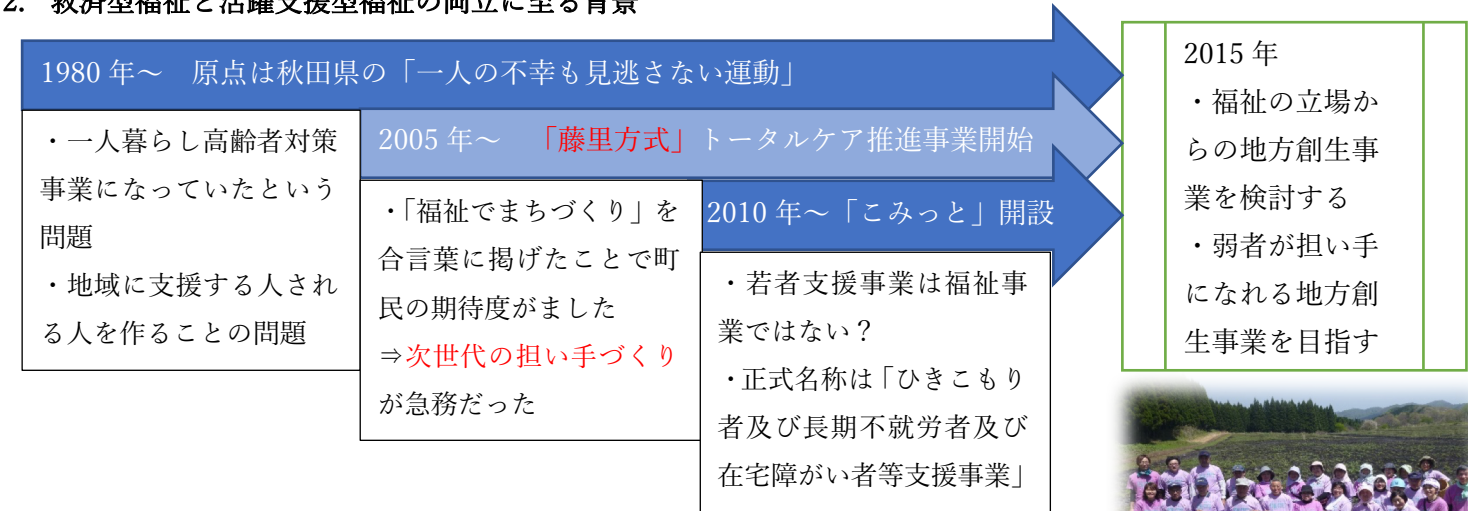 2. 救済型福祉と活躍支援型福祉の両立に至る背景
1980 年～　原点は秋田県の「一人の不幸も見逃さない運動」
・一人暮らし高齢者対策
事業になっていたという
問題
・地域に支援する人され
る人を作ることの問題
2005 年～　「藤里方式」トータルケア推進事業開始
・「福祉でまちづくり」を
合言葉に掲げたことで町
民の期待度がました
⇒次世代の担い手づくり
が急務だった
2010 年～「こみっと」開設
・若者支援事業は福祉事
業ではない？
・正式名称は「ひきこもり
者及び長期不就労者及び
在宅障がい者等支援事業」
2015 年
・福祉の立場か
らの地方創生事
業を検討する
・弱者が担い手
になれる地方創
生事業を目指す